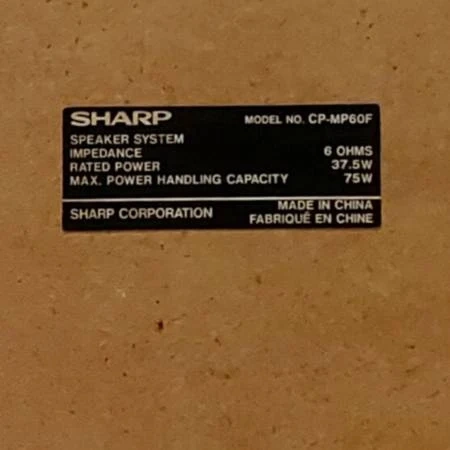 SHARP MODEL NO. CP-MP60F
SPEAKER SYSTEM
IMPEDANCE 6 OHMS
RATED POWER 37.5W
MAX. POWER HANDLING CAPACITY 75W
SHARP CORPORATION MADE IN CHINA
FABRIQUÉ EN CHINE